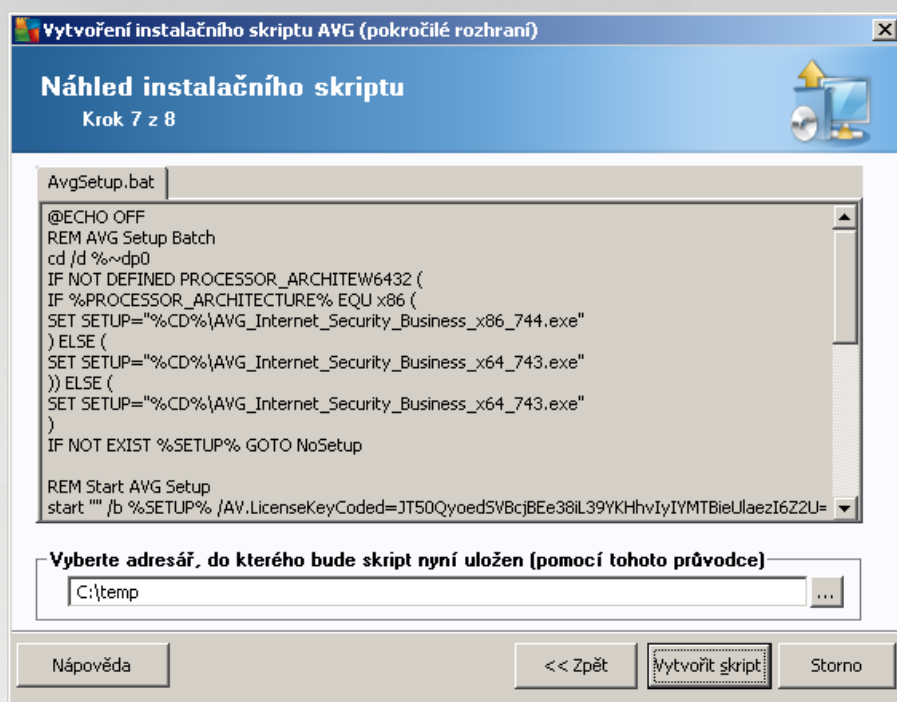 Vytvoření instalačního skriptu AVG (pokročilé rozhraní)
Náhled instalačního skriptu
Krok 7 z 8
AvgSetup.bat
@ECHO OFF
REM AVG Setup Batch
cd /d %~dp0
IF NOT DEFINED PROCESSOR_ARCHITEW6432 (
IF %PROCESSOR_ARCHITECTURE% EQU x86 (
SET SETUP="%CD%\AVG_Internet_Security_Business_x86_744.exe"
) ELSE (
SET SETUP="%CD%\AVG_Internet_Security_Business_x64_743.exe"
)) ELSE (
SET SETUP="%CD%\AVG_Internet_Security_Business_x64_743.exe"
)
IF NOT EXIST %SETUP% GOTO NoSetup
REM Start AVG Setup
start "" /b %SETUP% /AV.LicenseKeyCoded=JT50QyoedSVBcjBEe38iL39YKHhvIyIYMTBieUlaezI6Z2U=
Vyberte adresář, do kterého bude skript nyní uložen (pomocí tohoto průvodce)
C:\temp
...
Nápověda
<< Zpět
Vytvořit skript
Storno